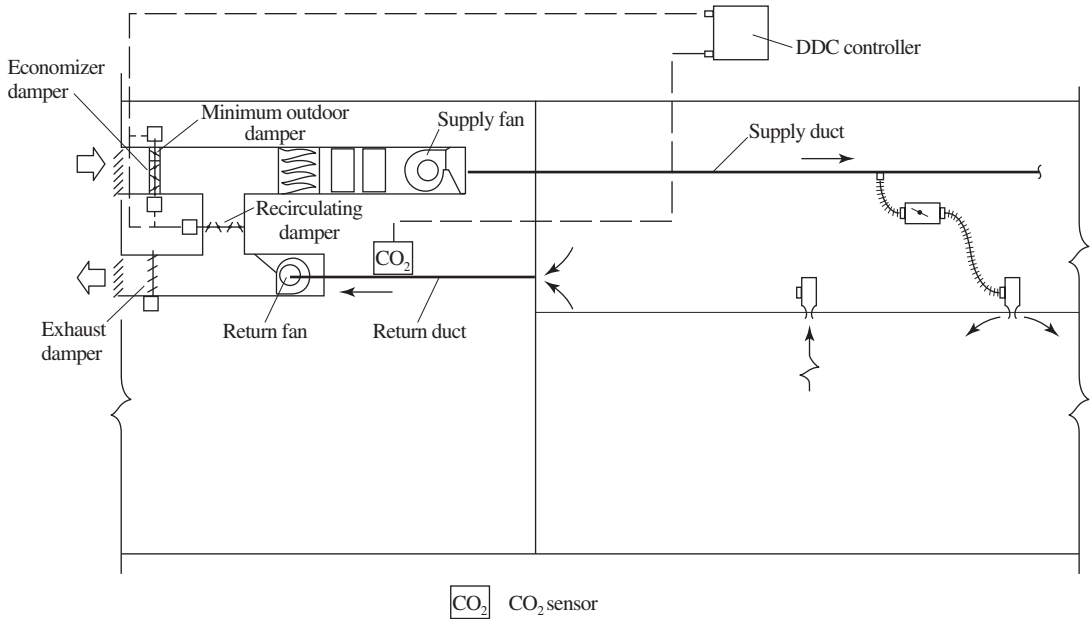 DDC controller
Economizer
damper
Minimum outdoor
damper
Supply fan
Supply duct
Recirculating
damper
CO2
Exhaust
damper
Return fan
Return duct
CO2 CO2 sensor